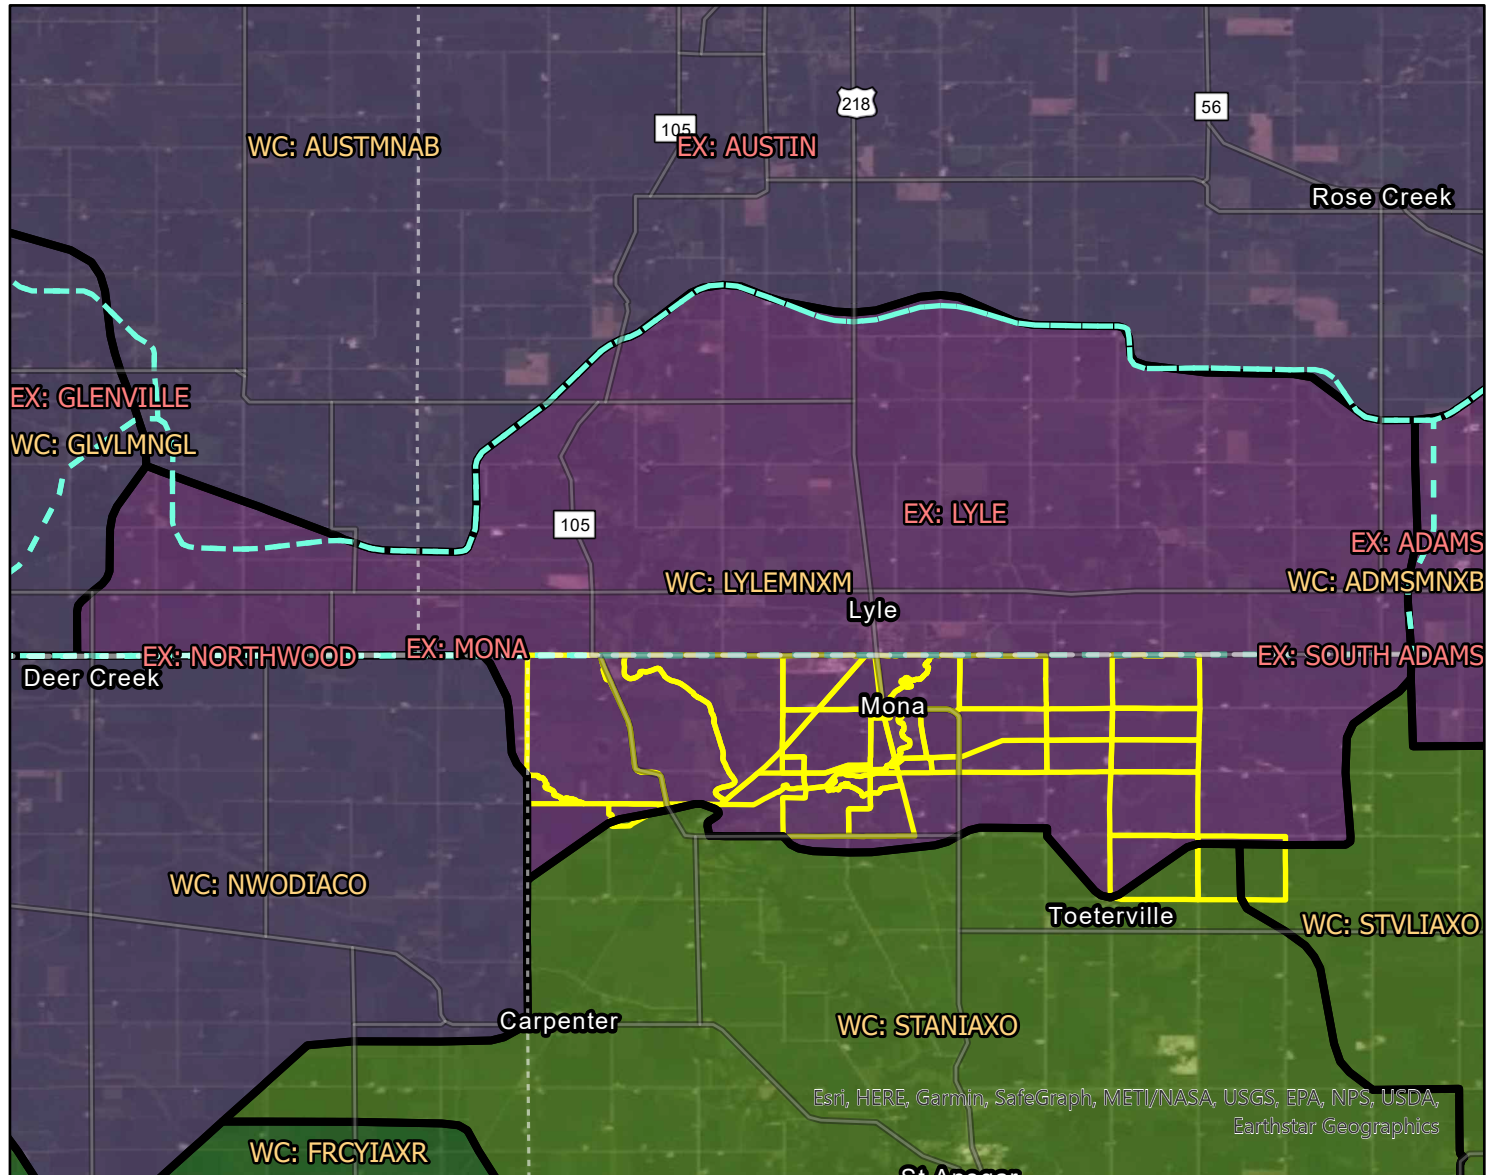 218
56
105
WC: AUSTMNAB
EX: AUSTIN
Rose Creek
EX: GLENVILLE
WC: GLVLMNGL
EX: LYLE
105
EX: ADAMS
WC: LYLEMNXM
WC: ADMSMNXB
Lyle
EX: NORTHWOOD
EX: MONA
EX: SOUTH ADAMS
Deer Creek
Mona
WC: NWODIACO
Toeterville
WC: STVLIAXO
Carpenter
WC: STANIAXO
Esri, HERE, Garmin, SafeGraph, METI/NASA, USGS, EPA, NPS, USDA,
Earthstar Geographics
WC: FRCYIAXR
St Ansgar